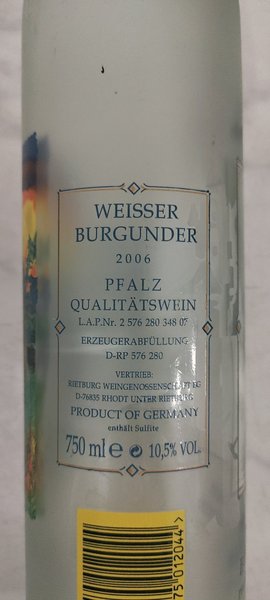 WEISSER
BURGUNDER
2006
PFALZ
QUALITÄTSWEIN
L.A.P.Nr. 2 576 280 348 07
ERZEUGERABFÜLLUNG
D-RP 576 280
VERTRIEB:
RIETBURG WEINGENOSSENSCHAFT EG
D-76835 RHODT UNTER RIETBURG
PRODUCT OF GERMANY
enthält Sulfite
750 ml e 10,5% VOL.
75012044>